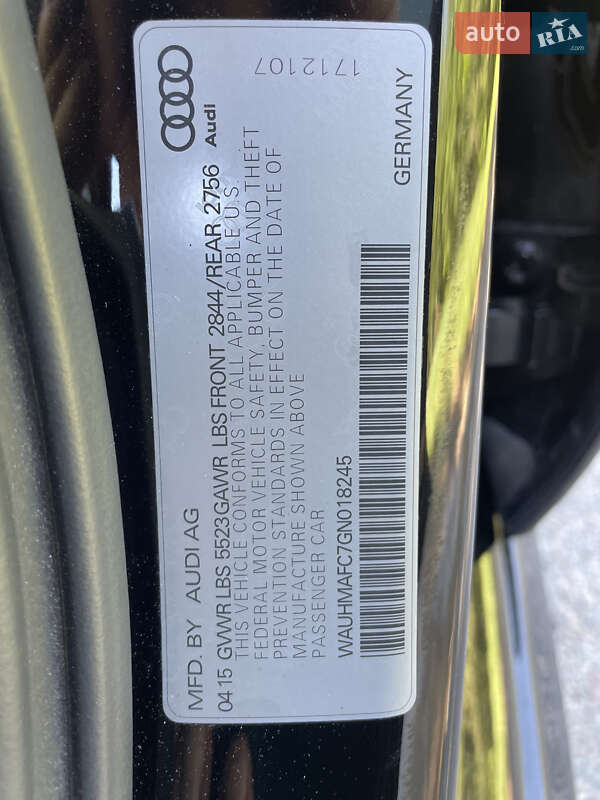 MFD. BY AUDI AG
Audi
04 15 GVWR LBS 5523GAWR LBS FRONT 2844/REAR 2756
THIS VEHICLE CONFORMS TO ALL APPLICABLE U.S.
FEDERAL MOTOR VEHICLE SAFETY, BUMPER AND THEFT
PREVENTION STANDARDS IN EFFECT ON THE DATE OF
MANUFACTURE SHOWN ABOVE
PASSENGER CAR
1712107
WAUHMAFC7GN018245
GERMANY
auto RIA.com